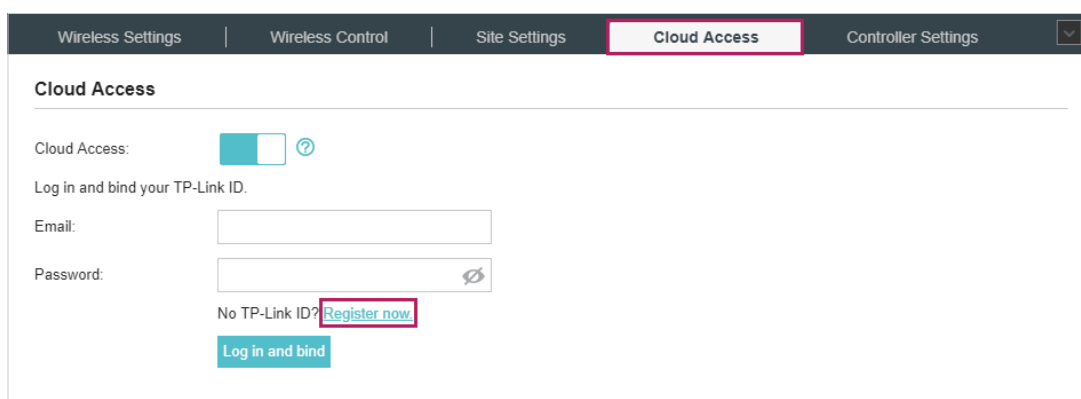 Wireless Settings | Wireless Control | Site Settings Cloud Access Controller Settings
Cloud Access
Cloud Access: ?
Log in and bind your TP-Link ID.
Email:
Password:
No TP-Link ID? Register now.
Log in and bind